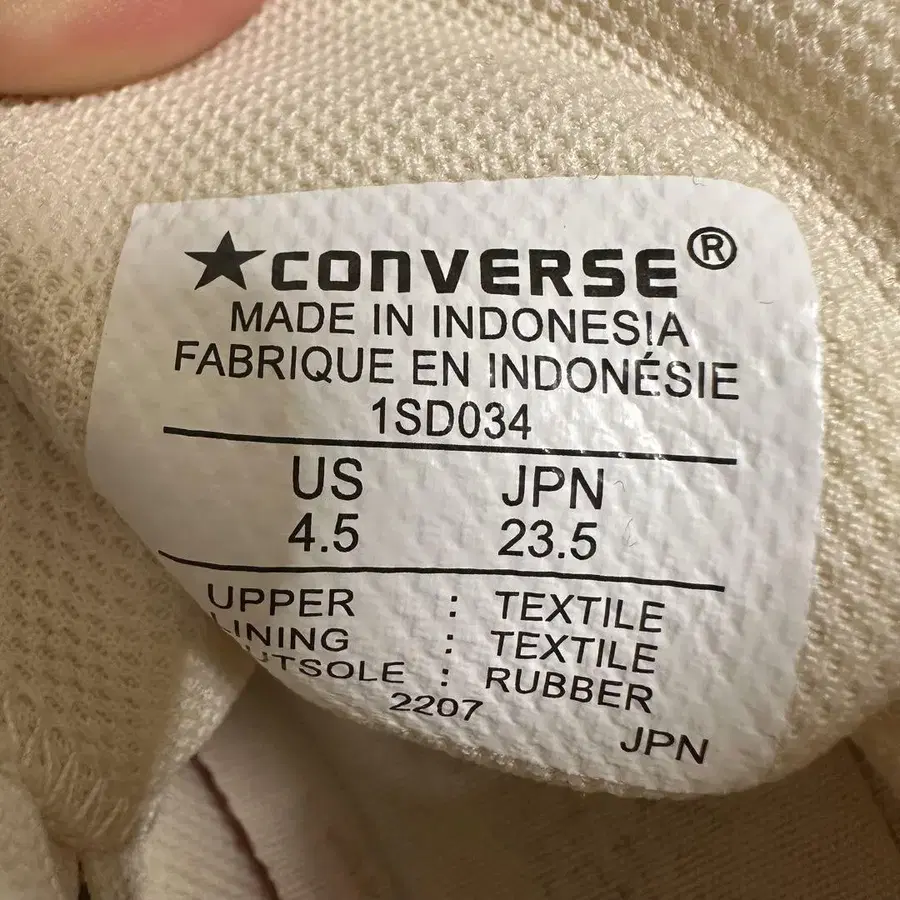 ★CONVERSE®
MADE IN INDONESIA
FABRIQUE EN INDONÉSIE
1SD034
US JPN
4.5 23.5
UPPER : TEXTILE
LINING : TEXTILE
OUTSOLE : RUBBER
2207
JPN